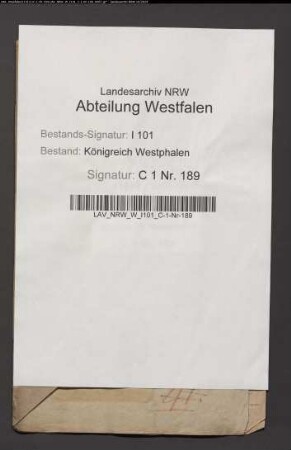 Landesarchiv NRW
Abteilung Westfalen
Bestands-Signatur: I 101
Bestand: Königreich Westphalen
Signatur: C 1 Nr. 189
LAV_NRW_W_I101_C-1-Nr-189